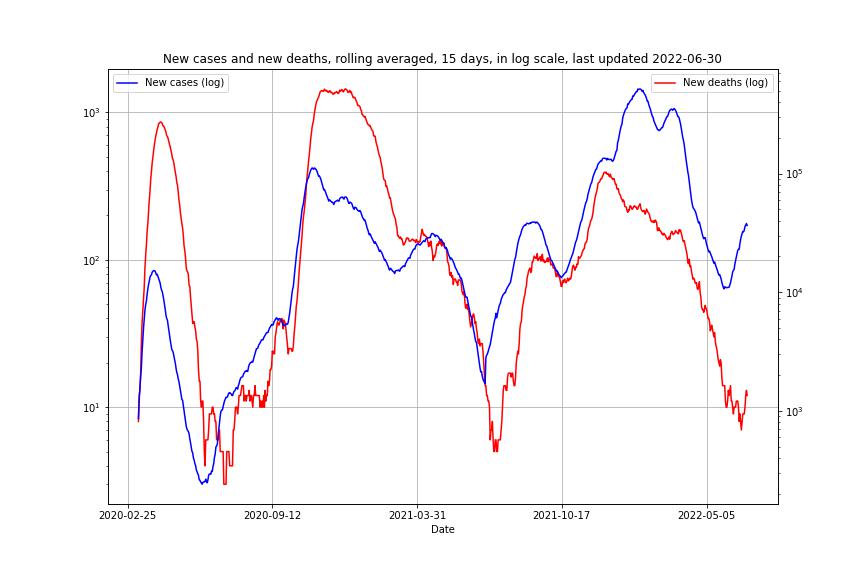 New cases and new deaths, rolling averaged, 15 days, in log scale, last updated 2022-06-30
New cases (log)
New deaths (log)
10³
10²
10¹
10⁵
10⁴
10³
2020-02-25 2020-09-12 2021-03-31 2021-10-17 2022-05-05
Date